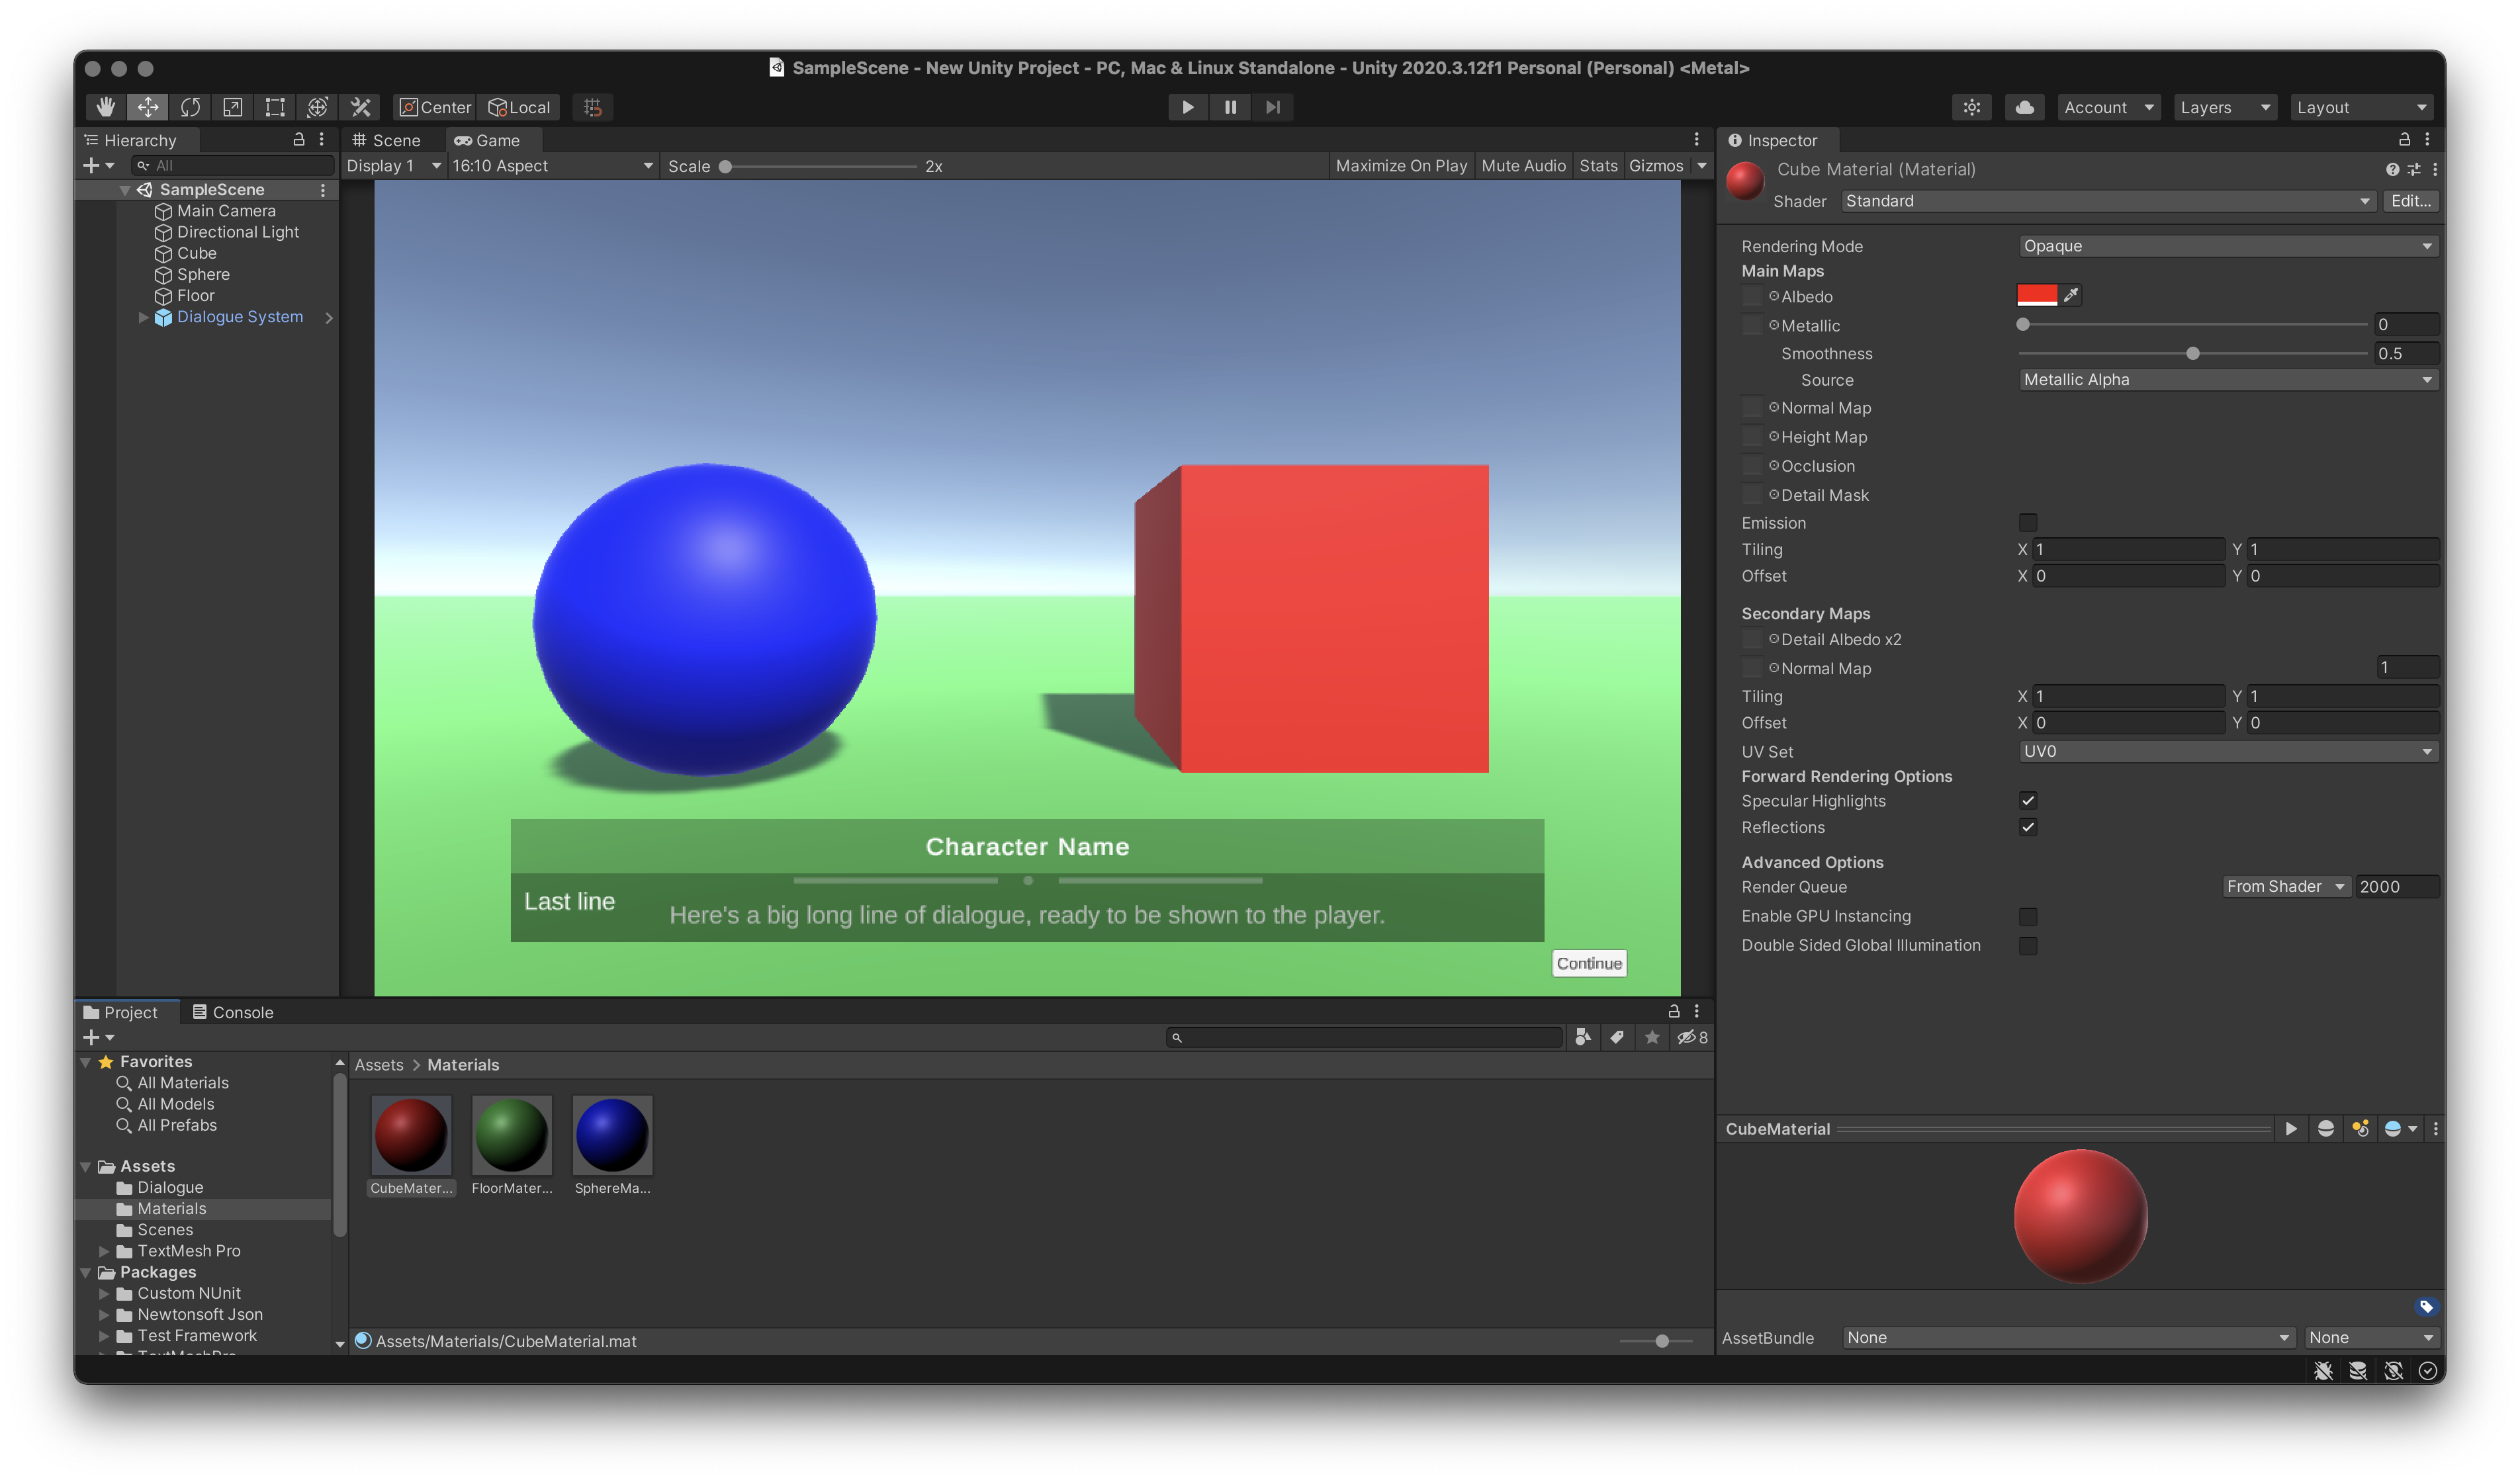 SampleScene - New Unity Project - PC, Mac & Linux Standalone - Unity 2020.3.12f1 Personal (Personal) <Metal>
Center Local
Account Layers Layout
Hierarchy
All
SampleScene
Main Camera
Directional Light
Cube
Sphere
Floor
Dialogue System
Scene Game
Display 1 16:10 Aspect Scale 2x Maximize On Play Mute Audio Stats Gizmos
Character Name
Last line
Here's a big long line of dialogue, ready to be shown to the player.
Continue
Inspector
Cube Material (Material)
Shader Standard Edit...
Rendering Mode Opaque
Main Maps
Albedo
Metallic 0
Smoothness 0.5
Source Metallic Alpha
Normal Map
Height Map
Occlusion
Detail Mask
Emission
Tiling X 1 Y 1
Offset X 0 Y 0
Secondary Maps
Detail Albedo x2
Normal Map 1
Tiling X 1 Y 1
Offset X 0 Y 0
UV Set UV0
Forward Rendering Options
Specular Highlights
Reflections
Advanced Options
Render Queue From Shader 2000
Enable GPU Instancing
Double Sided Global Illumination
CubeMaterial
AssetBundle None None
Project Console
8
Favorites
All Materials
All Models
All Prefabs
Assets
Dialogue
Materials
Scenes
TextMesh Pro
Packages
Custom NUnit
Newtonsoft Json
Test Framework
Assets > Materials
CubeMater... FloorMater... SphereMa...
Assets/Materials/CubeMaterial.mat